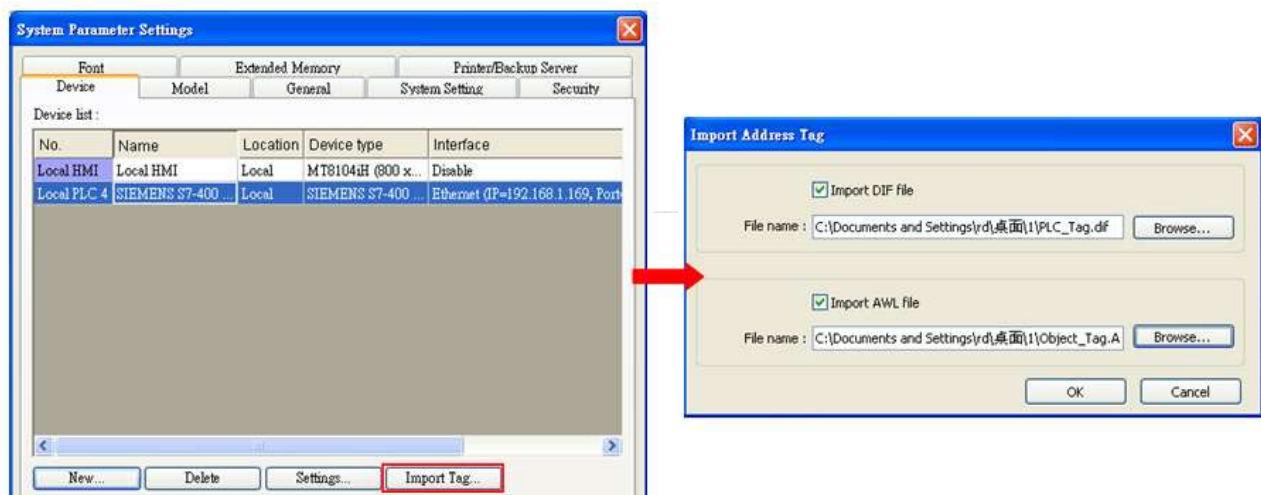 System Parameter Settings
Font Extended Memory Printer/Backup Server
Device Model General System Setting Security
Device list :
No. Name Location Device type Interface
Local HMI Local HMI Local MT8104iH (800 x... Disable
Local PLC 4 SIEMENS S7-400 ... Local SIEMENS S7-400 ... Ethernet (IP=192.168.1.169, Port=
New... Delete Settings... Import Tag...
Import Address Tag
Import DIF file
File name : C:\Documents and Settings\rd\桌面\1\PLC_Tag.dif Browse...
Import AWL file
File name : C:\Documents and Settings\rd\桌面\1\Object_Tag.A Browse...
OK Cancel